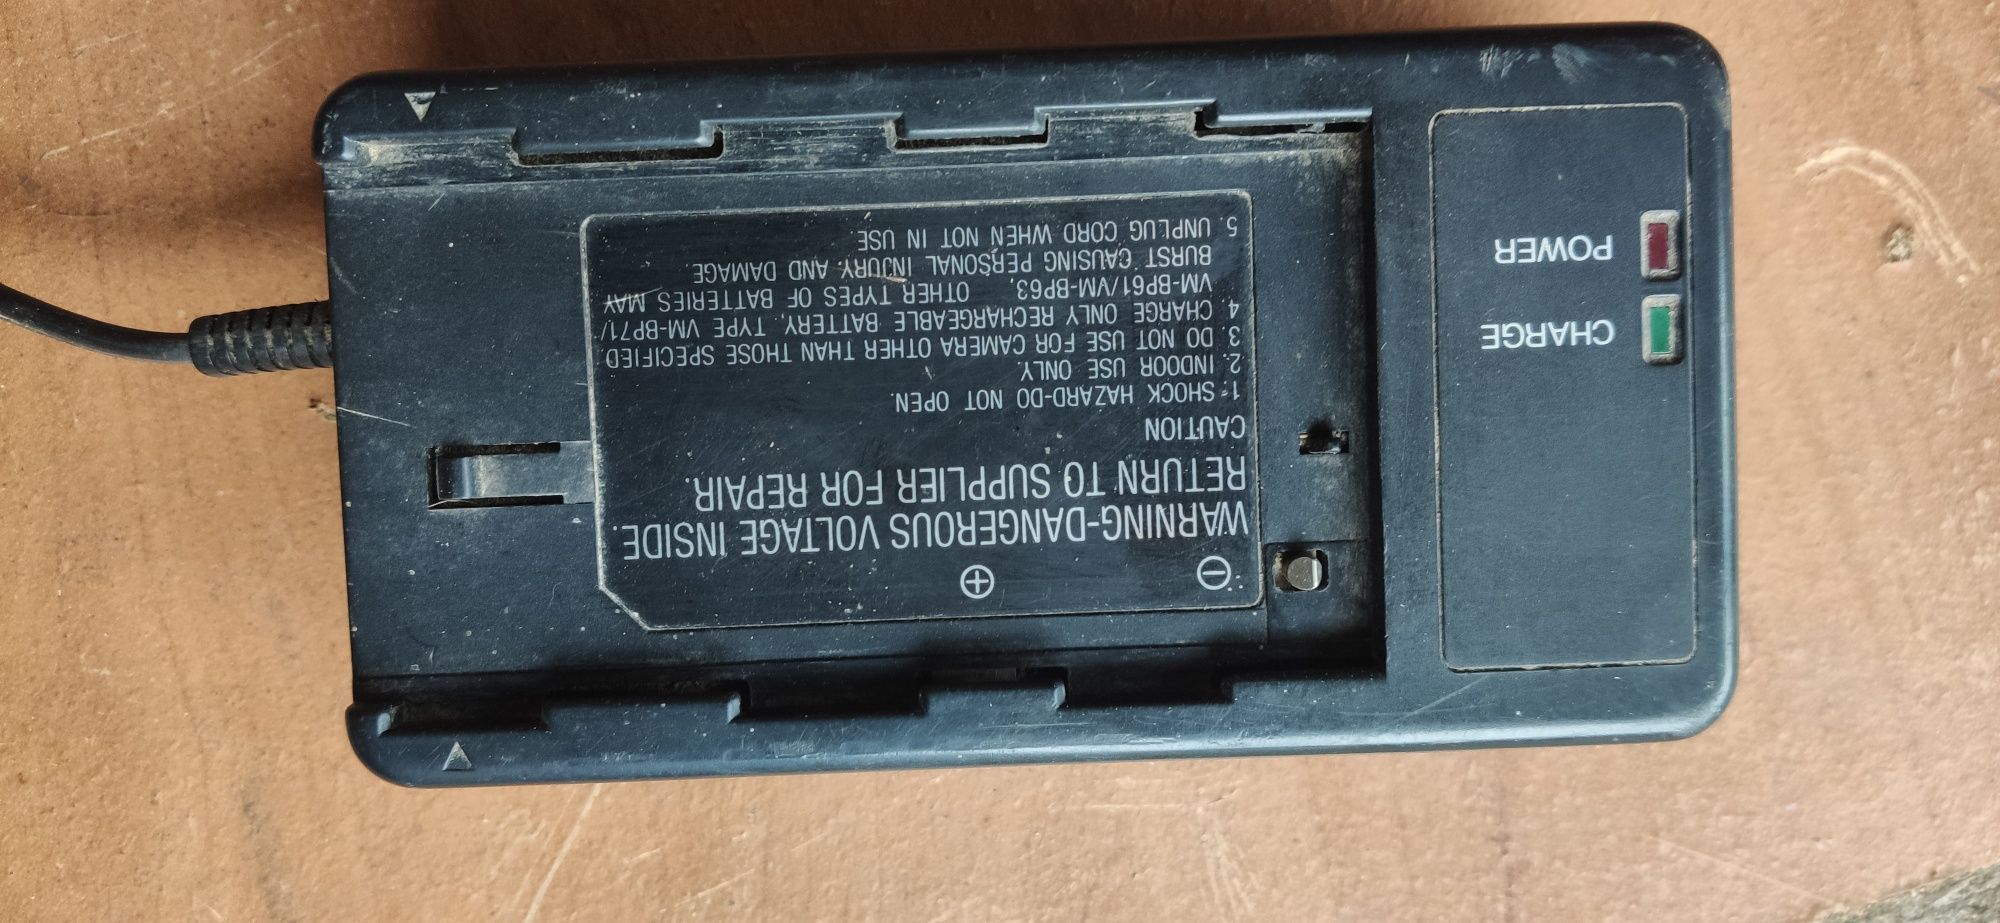 ⊖ ⊕
WARNING-DANGEROUS VOLTAGE INSIDE.
RETURN TO SUPPLIER FOR REPAIR.
CAUTION
1. SHOCK HAZARD-DO NOT OPEN.
2. INDOOR USE ONLY.
3. DO NOT USE FOR CAMERA OTHER THAN THOSE SPECIFIED.
4. CHARGE ONLY RECHARGEABLE BATTERY, TYPE VM-BP71/
VM-BP61/VM-BP63. OTHER TYPES OF BATTERIES MAY
BURST CAUSING PERSONAL INJURY AND DAMAGE.
5. UNPLUG CORD WHEN NOT IN USE.
CHARGE
POWER